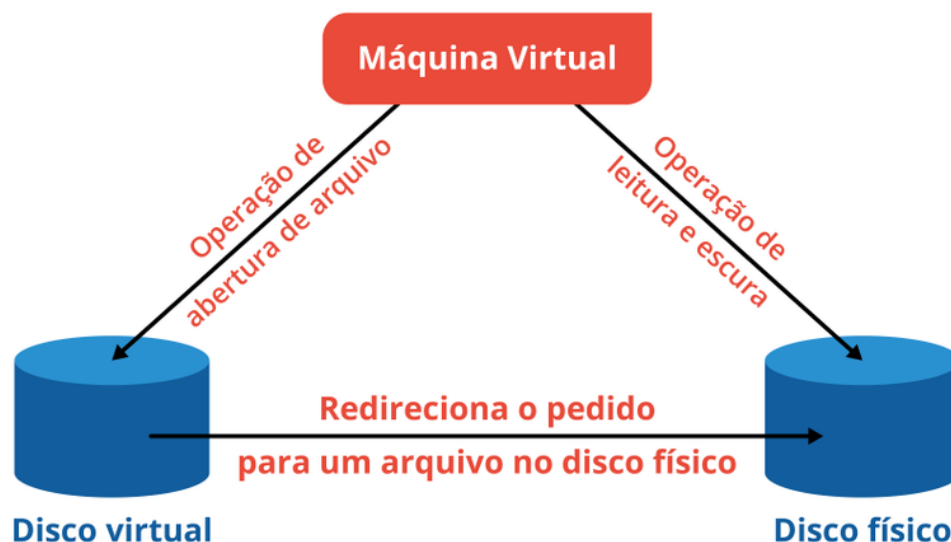 Máquina Virtual
Operação de
abertura de arquivo
Operação de
leitura e escura
Redireciona o pedido
para um arquivo no disco físico
Disco virtual
Disco físico